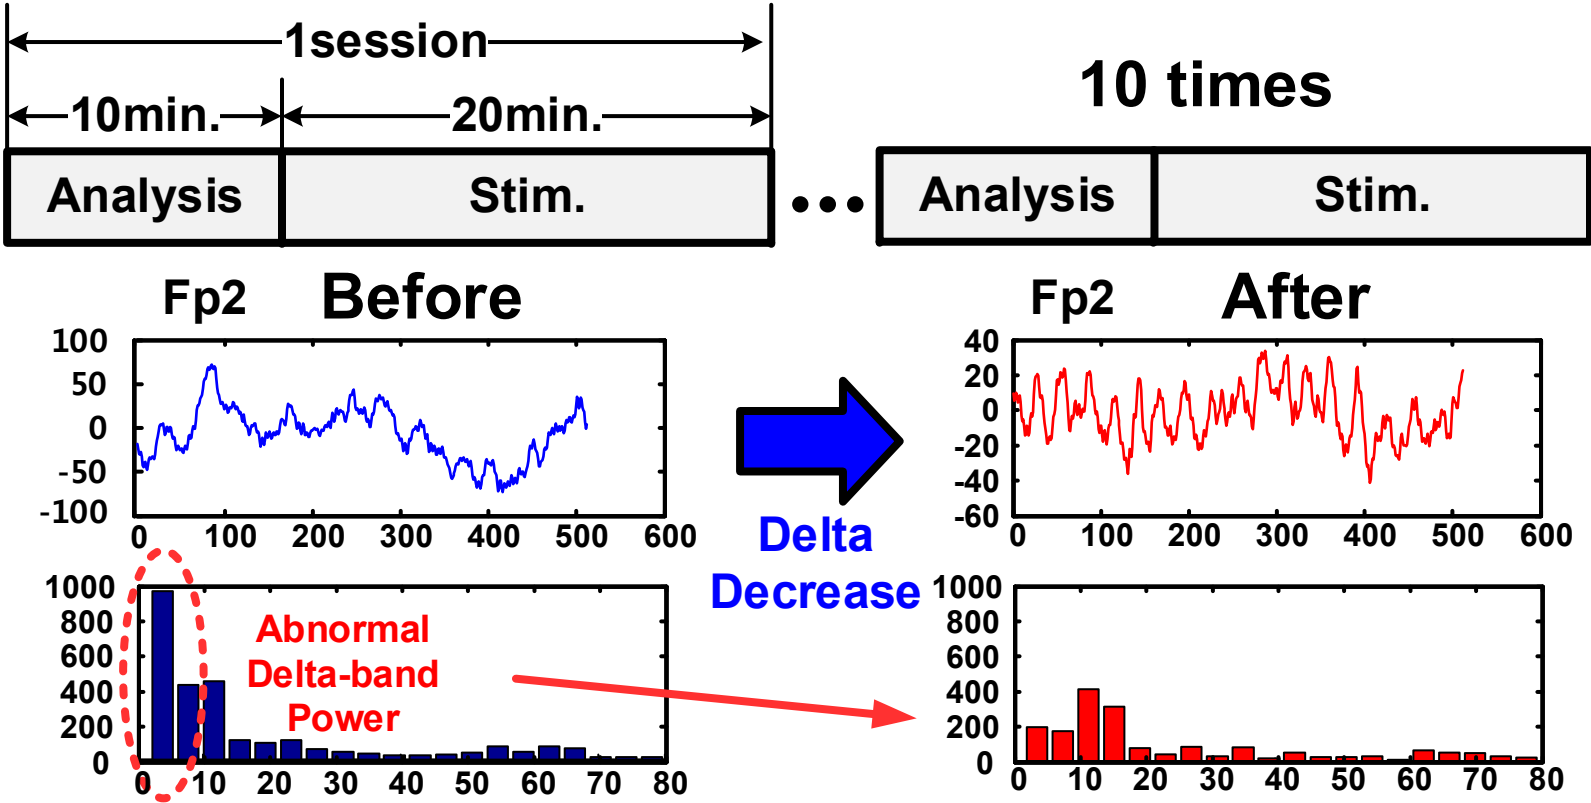 1session
10 times
10min.
20min.
Analysis
Stim.
...
Analysis
Stim.
Fp2
Before
Fp2
After
100
50
0
-50
-100
0 100 200 300 400 500 600
40
20
0
-20
-40
-60
0 100 200 300 400 500 600
Delta
Decrease
1000
800
600
400
200
0
0 10 20 30 40 50 60 70 80
Abnormal
Delta-band
Power
1000
800
600
400
200
0
0 10 20 30 40 50 60 70 80